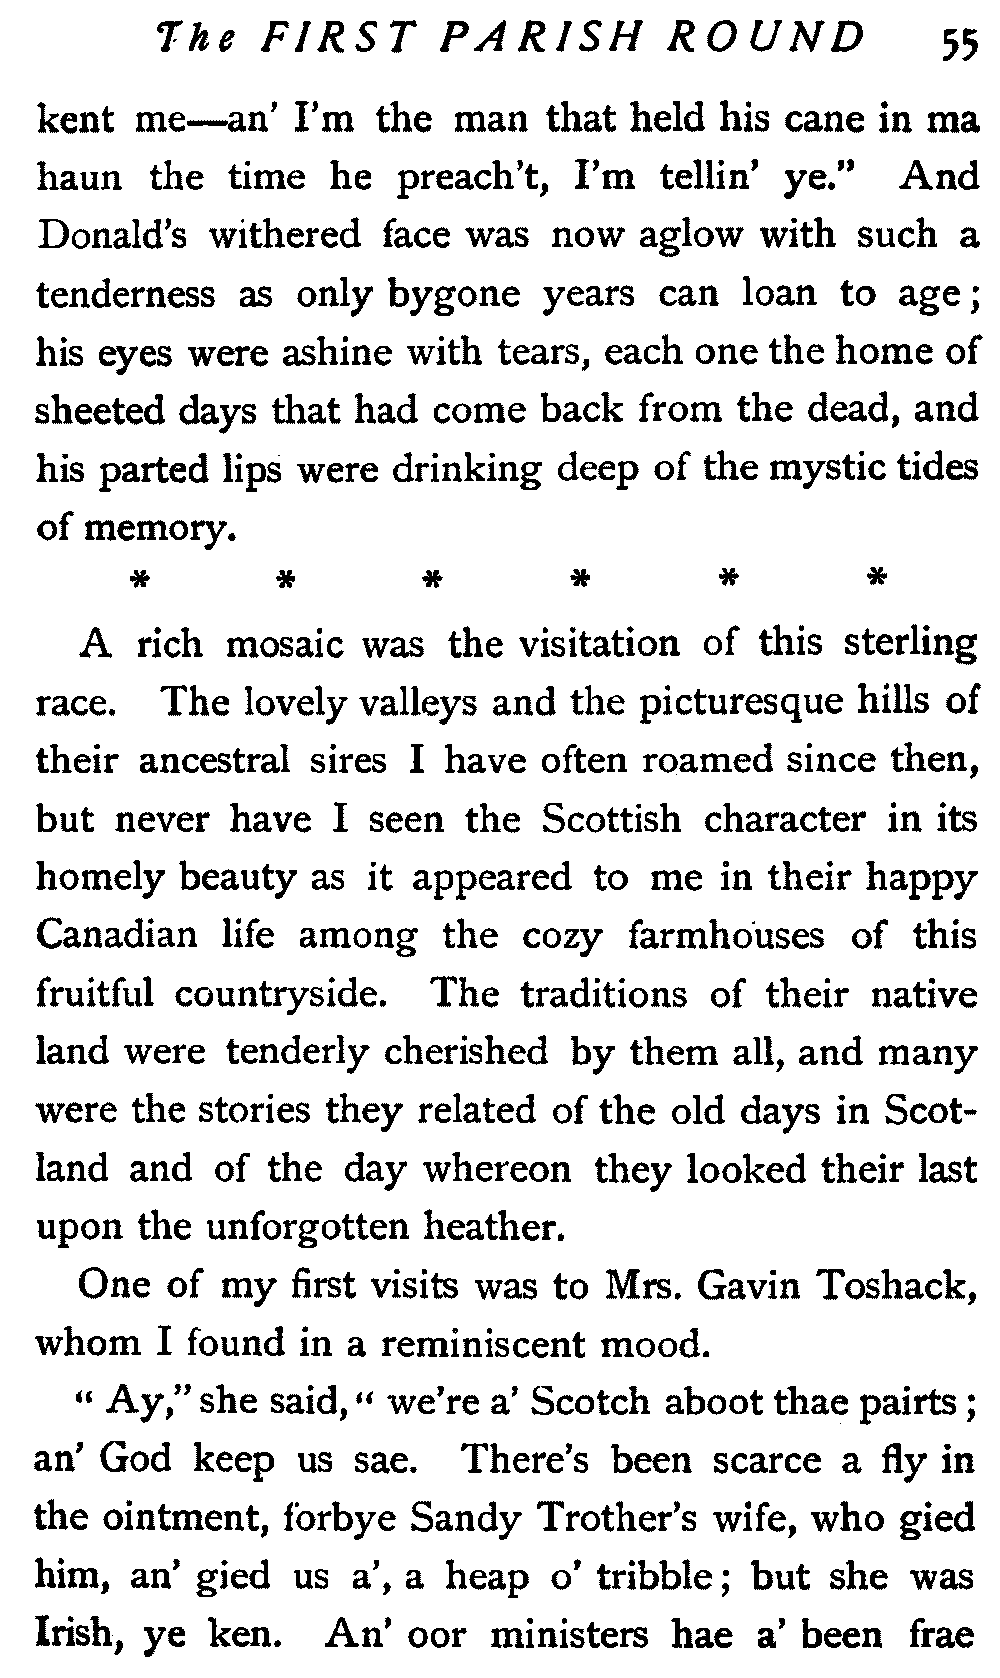 The FIRST PARISH ROUND 55
kent me—an' I'm the man that held his cane in ma
haun the time he preach't, I'm tellin' ye." And
Donald's withered face was now aglow with such a
tenderness as only bygone years can loan to age;
his eyes were ashine with tears, each one the home of
sheeted days that had come back from the dead, and
his parted lips were drinking deep of the mystic tides
of memory.
* * * * * *
A rich mosaic was the visitation of this sterling
race. The lovely valleys and the picturesque hills of
their ancestral sires I have often roamed since then,
but never have I seen the Scottish character in its
homely beauty as it appeared to me in their happy
Canadian life among the cozy farmhouses of this
fruitful countryside. The traditions of their native
land were tenderly cherished by them all, and many
were the stories they related of the old days in Scot-
land and of the day whereon they looked their last
upon the unforgotten heather.
One of my first visits was to Mrs. Gavin Toshack,
whom I found in a reminiscent mood.
"Ay," she said, "we're a' Scotch aboot thae pairts;
an' God keep us sae. There's been scarce a fly in
the ointment, forbye Sandy Trother's wife, who gied
him, an' gied us a', a heap o' tribble; but she was
Irish, ye ken. An' oor ministers hae a' been frae